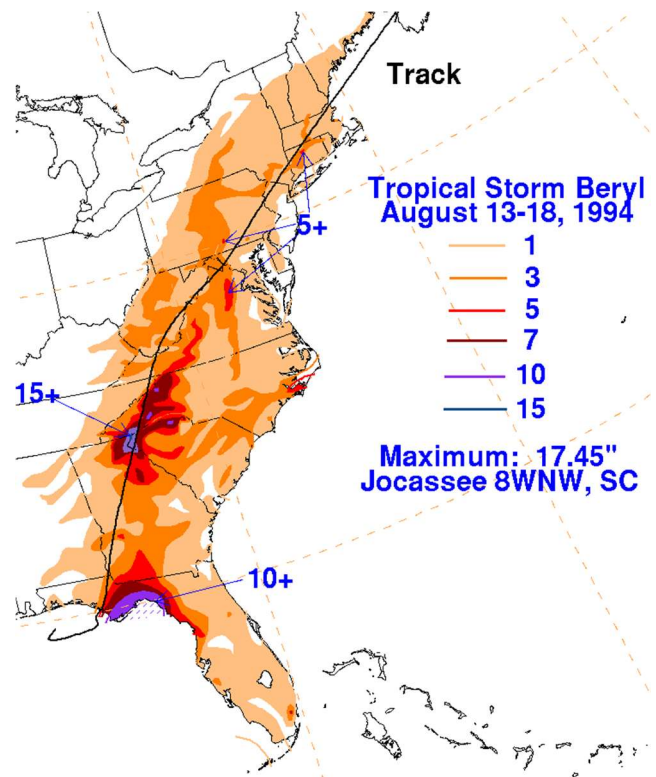 Track
Tropical Storm Beryl
August 13-18, 1994
5+
1
3
5
7
10
15
15+
Maximum: 17.45"
Jocassee 8WNW, SC
10+